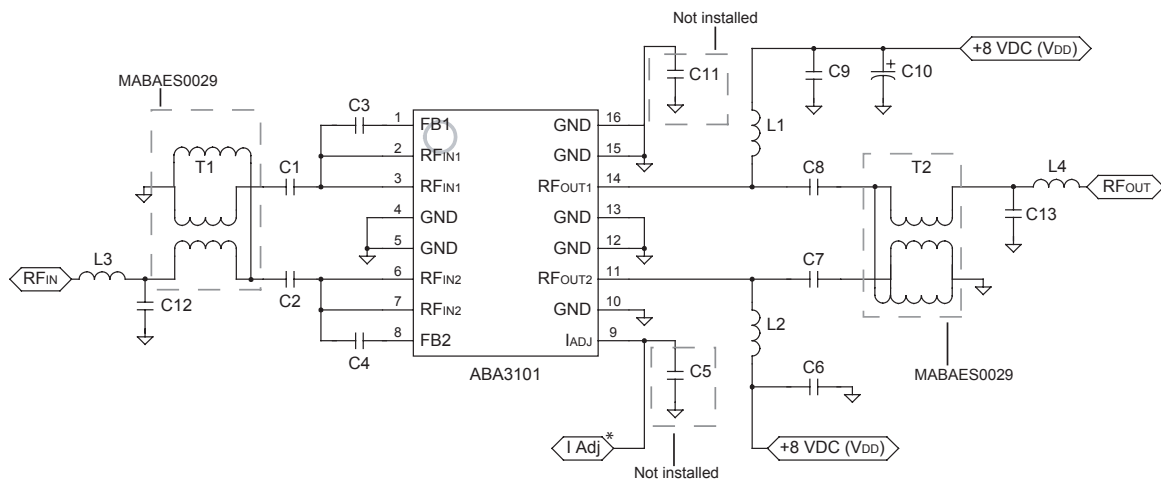 Not installed
+8 VDC (VDD)
C11
C9
+
C10
MABAES0029
C3
1
FB1
GND
16
L1
T1
C1
2
RFIN1
GND
15
C8
T2
L4
3
RFIN1
RFOUT1
14
RFOUT
4
GND
GND
13
C13
5
GND
GND
12
L3
RFIN
C12
C2
6
RFIN2
RFOUT2
11
C7
7
RFIN2
GND
10
L2
C4
8
FB2
IADJ
9
ABA3101
C5
C6
MABAES0029
I Adj*
+8 VDC (VDD)
Not installed